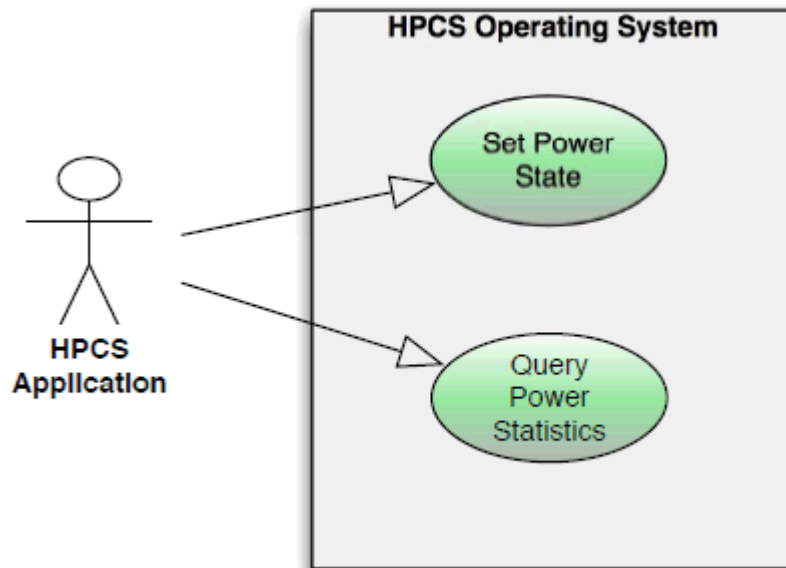 HPCS Operating System
Set Power
State
HPCS
Application
Query
Power
Statistics